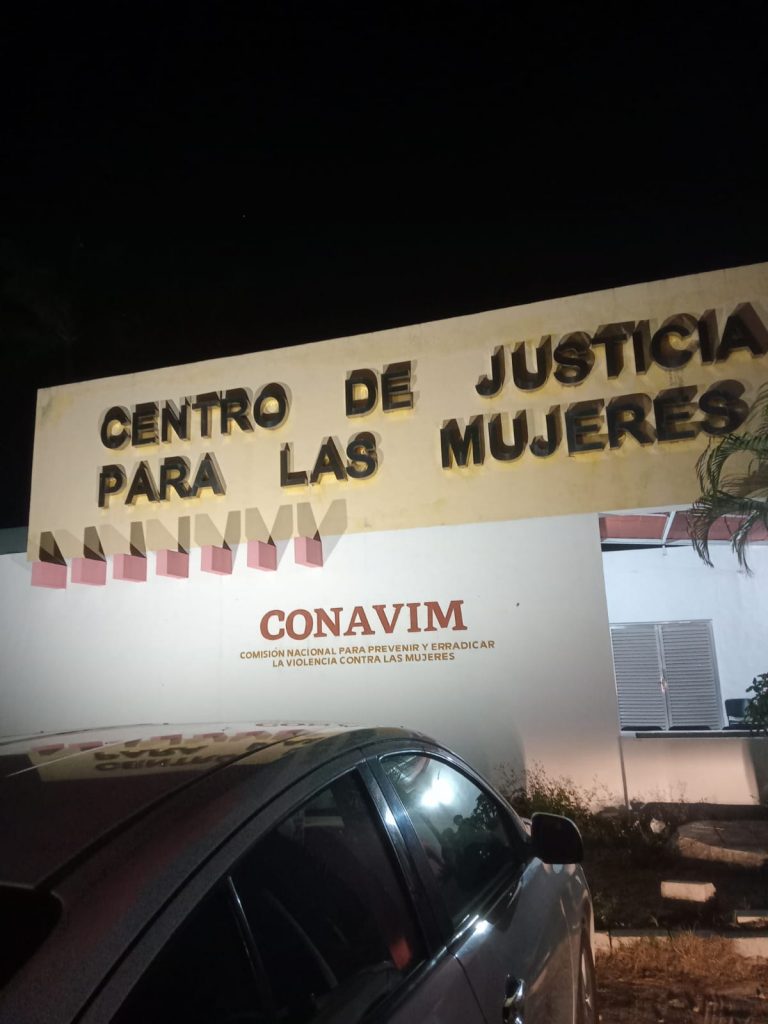 CENTRO DE JUSTICIA
PARA LAS MUJERES
CONAVIM
COMISIÓN NACIONAL PARA PREVENIR Y ERRADICAR
LA VIOLENCIA CONTRA LAS MUJERES